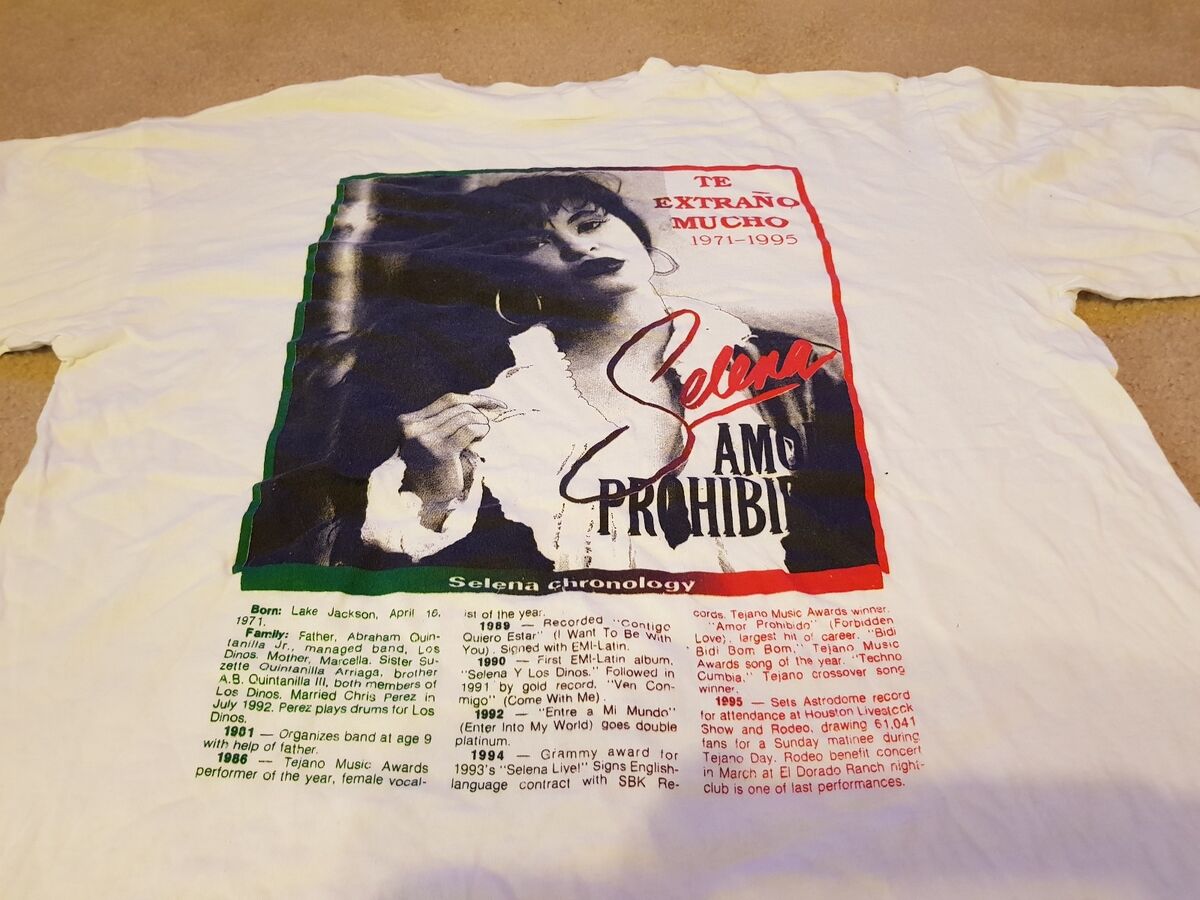 TE
EXTRAÑO
MUCHO
1971-1995
Selena
AMO
PROHIBI
Selena chronology
Born: Lake Jackson, April 16,
1971.
Family: Father, Abraham Quin-
tanilla Jr., managed band, Los
Dinos. Mother, Marcella. Sister Su-
zette Quintanilla Arriaga, brother
A.B. Quintanilla III, both members of
Los Dinos. Married Chris Perez in
July 1992. Perez plays drums for Los
Dinos.
1981 — Organizes band at age 9
with help of father.
1986 — Tejano Music Awards
performer of the year, female vocal-
ist of the year.
1989 — Recorded "Contigo
Quiero Estar" (I Want To Be With
You). Signed with EMI-Latin.
1990 — First EMI-Latin album,
"Selena Y Los Dinos." Followed in
1991 by gold record, "Ven Con-
migo" (Come With Me).
1992 — "Entre a Mi Mundo"
(Enter Into My World) goes double
platinum.
1994 — Grammy award for
1993's "Selena Live!" Signs English-
language contract with SBK Re-
cords. Tejano Music Awards winner.
"Amor Prohibido" (Forbidden
Love), largest hit of career. "Bidi
Bidi Bom Bom," Tejano Music
Awards song of the year. "Techno
Cumbia," Tejano crossover song
winner.
1995 — Sets Astrodome record
for attendance at Houston Livestock
Show and Rodeo, drawing 61,041
fans for a Sunday matinee during
Tejano Day. Rodeo benefit concert
in March at El Dorado Ranch night-
club is one of last performances.